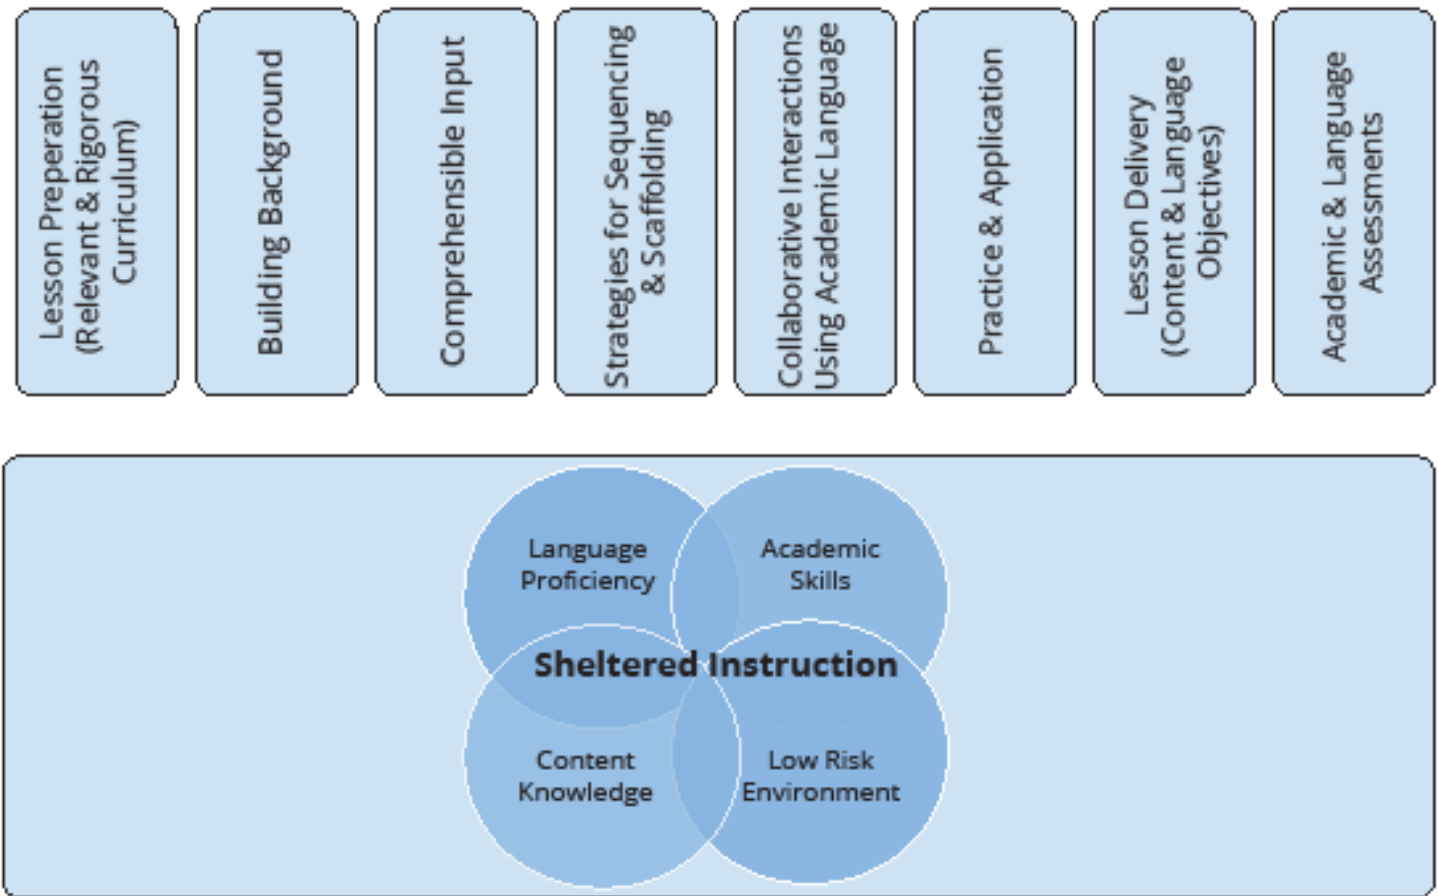 Lesson Preperation
(Relevant & Rigorous
Curriculum)
Building Background
Comprehensible Input
Strategies for Sequencing
& Scaffolding
Collaborative Interactions
Using Academic Language
Practice & Application
Lesson Delivery
(Content & Language
Objectives)
Academic & Language
Assessments
Language
Proficiency
Academic
Skills
Sheltered Instruction
Content
Knowledge
Low Risk
Environment